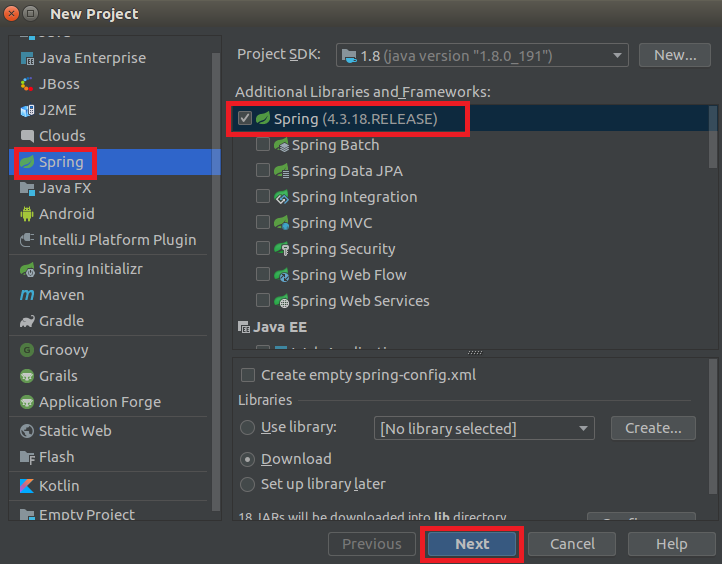 New Project
Java Enterprise
JBoss
J2ME
Clouds
Spring
Java FX
Android
IntelliJ Platform Plugin
Spring Initializr
Maven
Gradle
Groovy
Grails
Application Forge
Static Web
Flash
Kotlin
Empty Project
Project SDK: 1.8 (java version "1.8.0_191") New...
Additional Libraries and Frameworks:
Spring (4.3.18.RELEASE)
Spring Batch
Spring Data JPA
Spring Integration
Spring MVC
Spring Security
Spring Web Flow
Spring Web Services
Java EE
Create empty spring-config.xml
Libraries
Use library: [No library selected] Create...
Download
Set up library later
18 JARs will be downloaded into lib directory
Previous Next Cancel Help